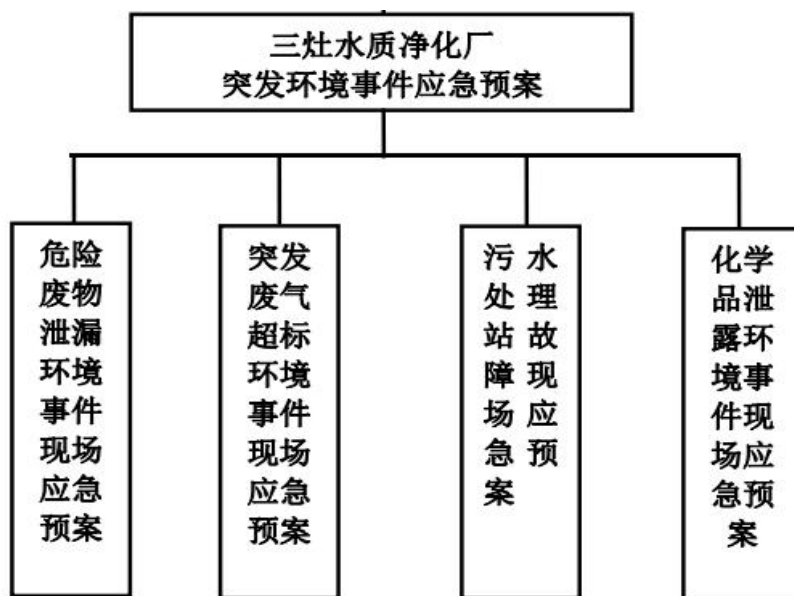 三灶水质净化厂
突发环境事件应急预案
危险
废物
泄漏
环境
事件
现场
应急
预案
突发
废气
超标
环境
事件
现场
应急
预案
污水
处理
站故
障现
场应
急预
案
化学
品泄
露环
境事
件现
场应
急预
案